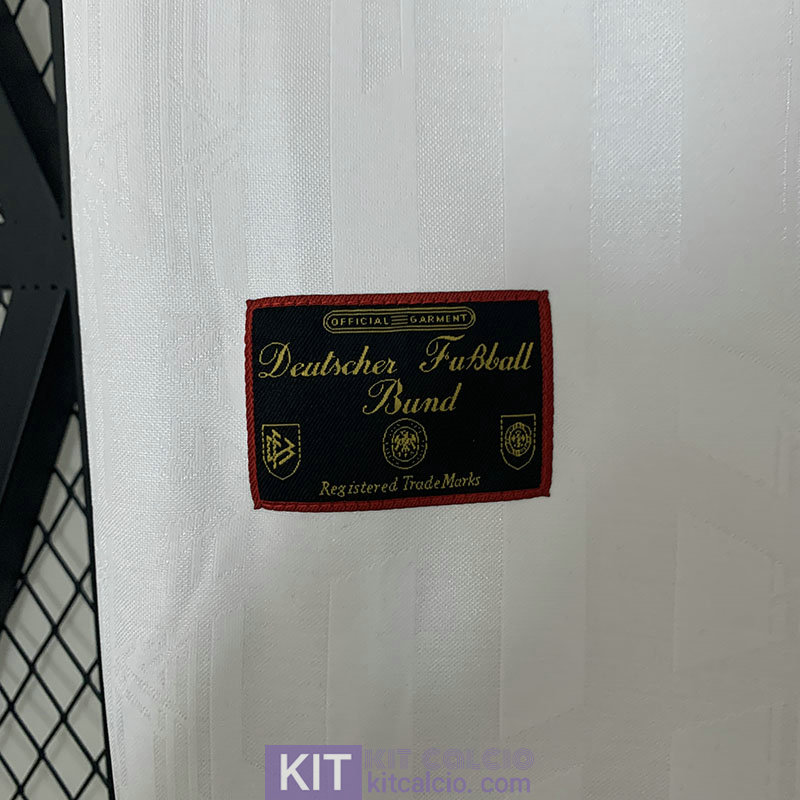 OFFICIAL GARMENT
Deutscher Fußball
Bund
Registered TradeMarks
KIT KIT CALCIO
kitcalcio. com